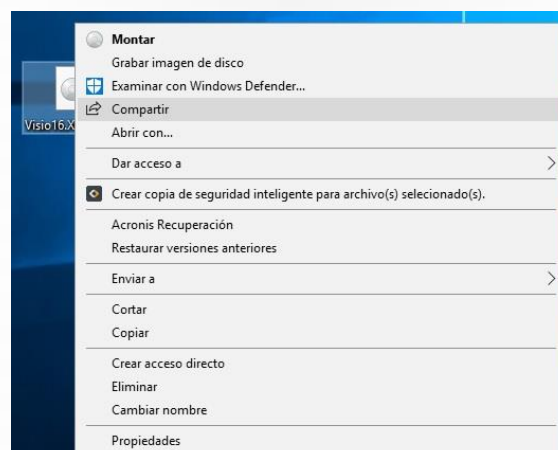 Montar
Grabar imagen de disco
Examinar con Windows Defender...
Visio16.X
Compartir
Abrir con...
Dar acceso a
Crear copia de seguridad inteligente para archivo(s) selecionado(s).
Acronis Recuperación
Restaurar versiones anteriores
Enviar a
Cortar
Copiar
Crear acceso directo
Eliminar
Cambiar nombre
Propiedades